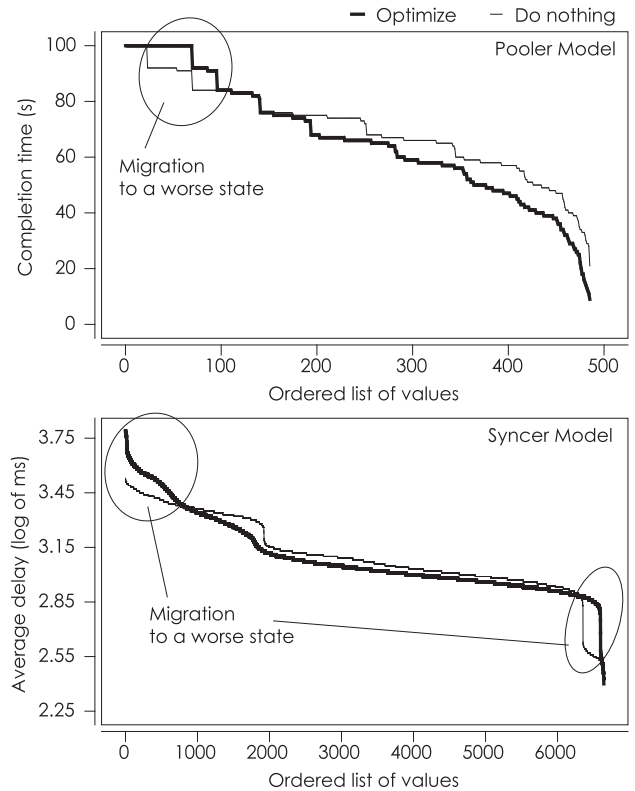 Optimize Do nothing
Pooler Model
Completion time (s)
100
80
60
40
20
0
Migration
to a worse state
0 100 200 300 400 500
Ordered list of values
Syncer Model
Average delay (log of ms)
3.75
3.45
3.15
2.85
2.55
2.25
Migration
to a worse state
0 1000 2000 3000 4000 5000 6000
Ordered list of values